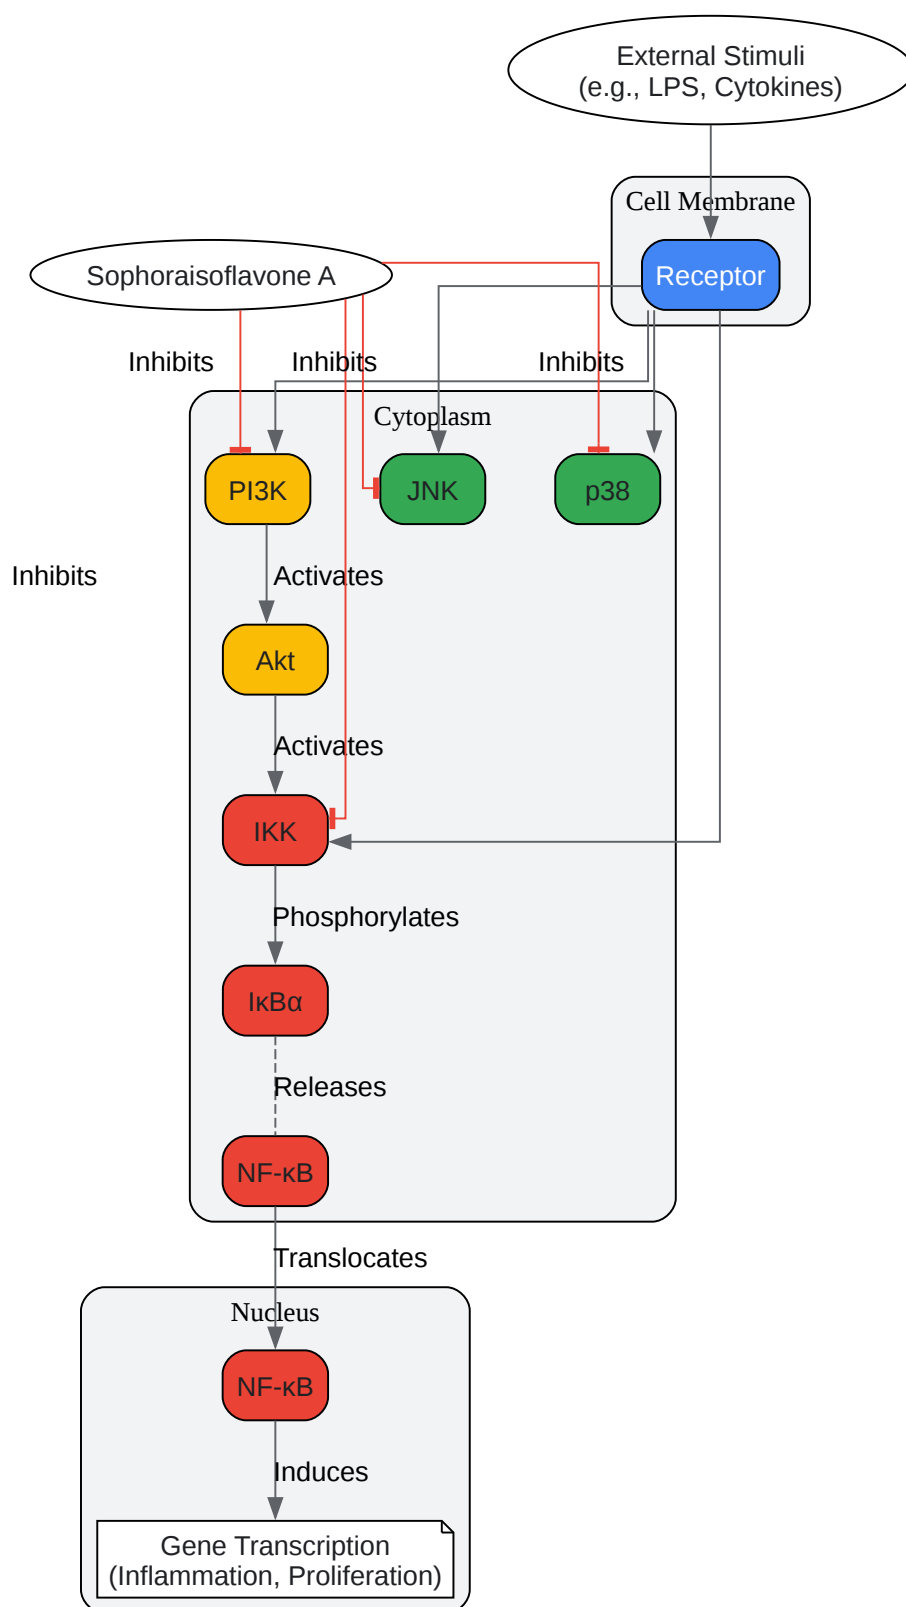 External Stimuli
(e.g., LPS, Cytokines)
Cell Membrane
Sophoraisoflavone A
Receptor
Inhibits
Inhibits
Inhibits
Cytoplasm
PI3K
JNK
p38
Inhibits
Activates
Akt
Activates
IKK
Phosphorylates
IκBα
Releases
NF-κB
Translocates
Nucleus
NF-κB
Induces
Gene Transcription
(Inflammation, Proliferation)